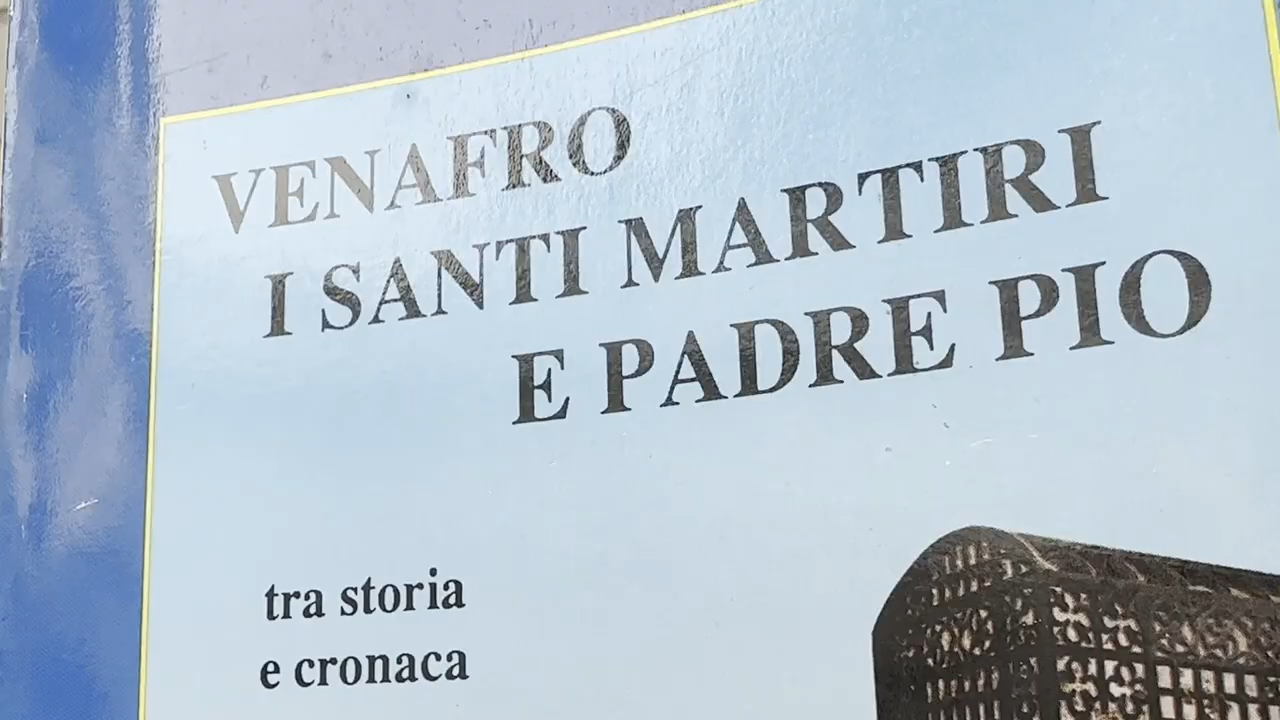 VENAFRO
I SANTI MARTIRI
E PADRE PIO
tra storia
e cronaca